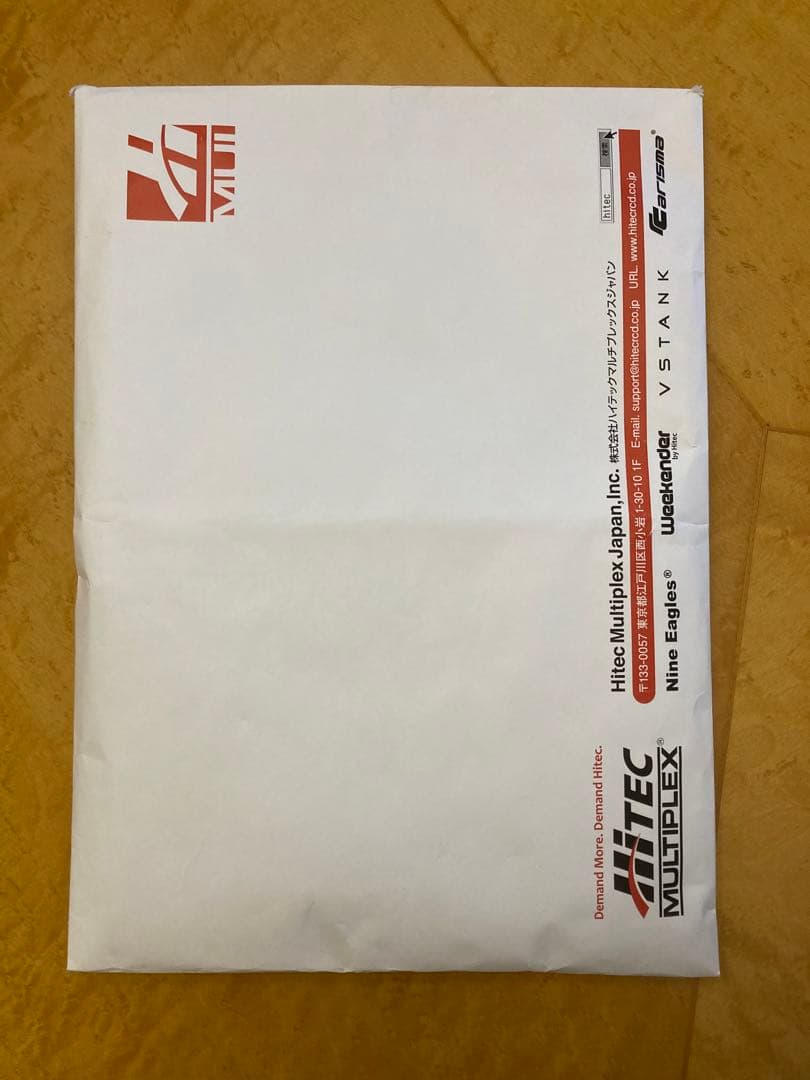 Demand More. Demand Hitec.
HiTEC
MULTIPLEX®
Hitec Multiplex Japan,Inc. 株式会社ハイテックマルチプレックスジャパン
hitec 検索
〒133-0057 東京都江戸川区西小岩 1-30-10 1F E-mail. support@hitecrcd.co.jp URL. www.hitecrcd.co.jp
Nine Eagles® Weekender VSTANK Carisma®
by Hitec